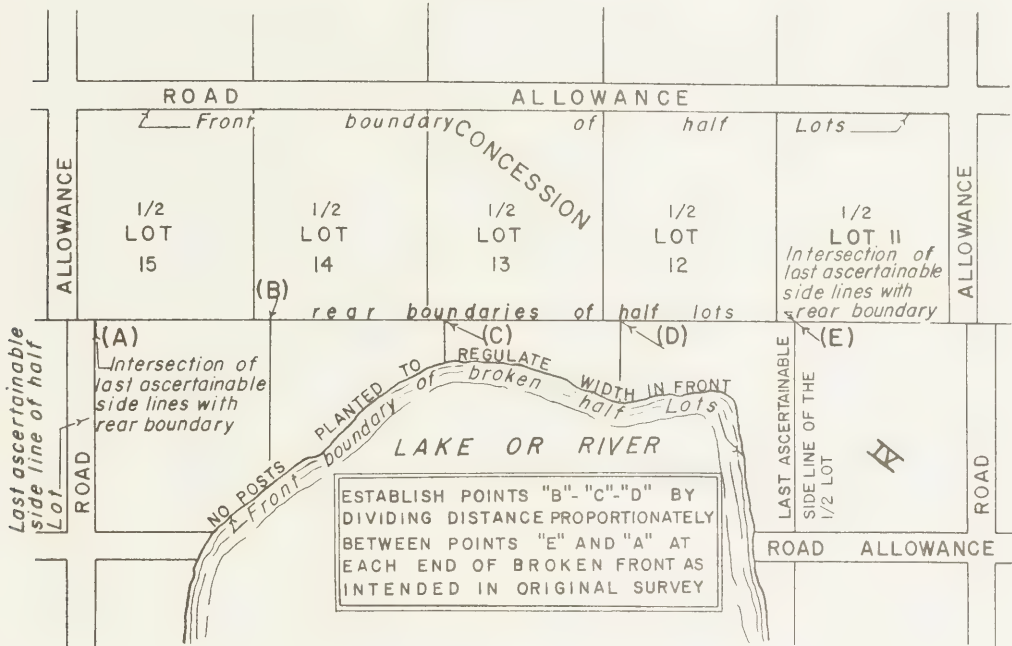 ROAD ALLOWANCE
Front boundary of half Lots
CONCESSION
ALLOWANCE
1/2
LOT
15
1/2
LOT
14
1/2
LOT
13
1/2
LOT
12
1/2
LOT 11
ALLOWANCE
Intersection of
last ascertainable
side lines with
rear boundary
(B)
rear boundaries of half lots
(A)
(C)
(D)
(E)
Intersection of
last ascertainable
side lines with
rear boundary
Last ascertainable
side line of half
Lot
ROAD
NO POSTS PLANTED TO REGULATE WIDTH IN FRONT
Front boundary of broken half Lots
LAKE OR RIVER
LAST ASCERTAINABLE
SIDE LINE OF THE
1/2 LOT
IV
ROAD
ESTABLISH POINTS "B"-"C"-"D" BY
DIVIDING DISTANCE PROPORTIONATELY
BETWEEN POINTS "E" AND "A" AT
EACH END OF BROKEN FRONT AS
INTENDED IN ORIGINAL SURVEY
ROAD ALLOWANCE